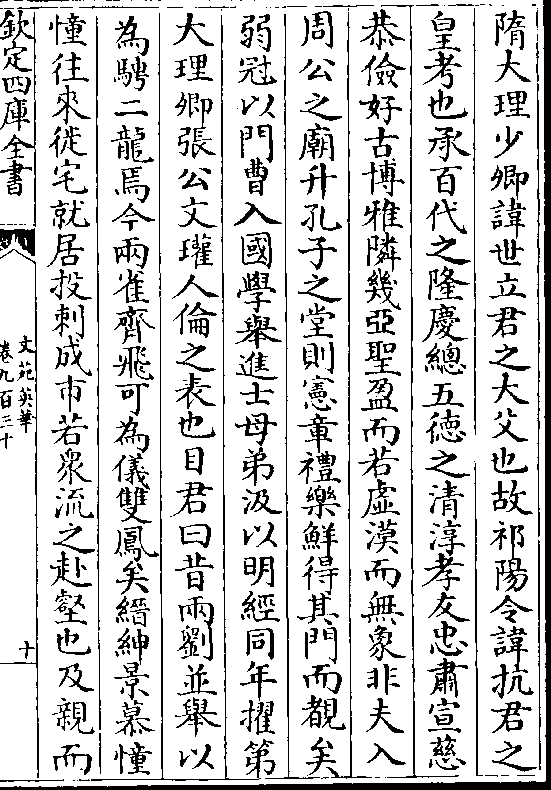 隋大理少卿諱世立君之大父也故祁陽令諱抗君之
皇考也承百代之隆慶總五德之清淳孝友忠肅宣慈
恭儉好古博雅隣幾亞聖盈而若虛漠而無象非夫入
周公之廟升孔子之堂則憲章禮樂鮮得其門而覩矣
弱冠以門曹入國學舉進士母弟汲以明經同年擢第
大理卿張公文瓘人倫之表也目君曰昔兩劉並舉以
為騁二龍焉今兩雀齊飛可為儀雙鳳矣縉紳景慕憧
憧往來徙宅就居投刺成市若衆流之赴壑也及親而
欽定四庫全書
文苑英華
卷九百三十
十